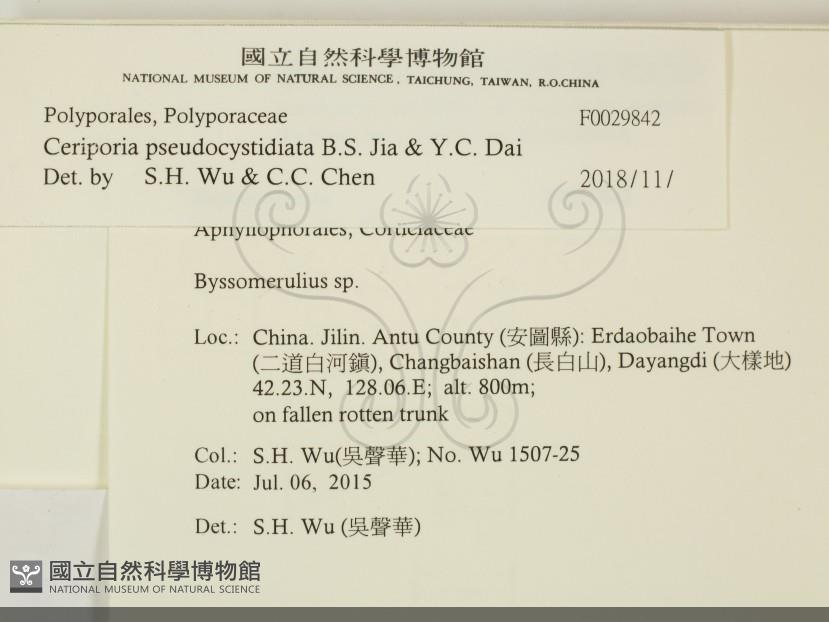 國立自然科學博物館
NATIONAL MUSEUM OF NATURAL SCIENCE, TAICHUNG, TAIWAN, R.O.CHINA
Polyporales, Polyporaceae F0029842
Ceriporia pseudocystidiata B.S. Jia & Y.C. Dai
Det. by S.H. Wu & C.C. Chen 2018/11/
Aphyllophorales, Corticiaceae
Byssomerulius sp.
Loc.: China. Jilin. Antu County (安圖縣): Erdaobaihe Town
(二道白河鎮), Changbaishan (長白山), Dayangdi (大樣地)
42.23.N, 128.06.E; alt. 800m;
on fallen rotten trunk
Col.: S.H. Wu(吳聲華); No. Wu 1507-25
Date: Jul. 06, 2015
Det.: S.H. Wu (吳聲華)
國立自然科學博物館
NATIONAL MUSEUM OF NATURAL SCIENCE